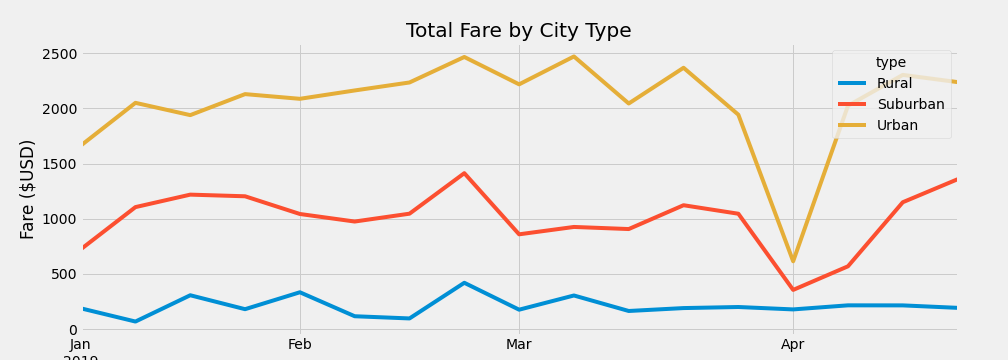 Total Fare by City Type
Fare ($USD)
2500
2000
1500
1000
500
0
type
Rural
Suburban
Urban
Jan
Feb
Mar
Apr
2019